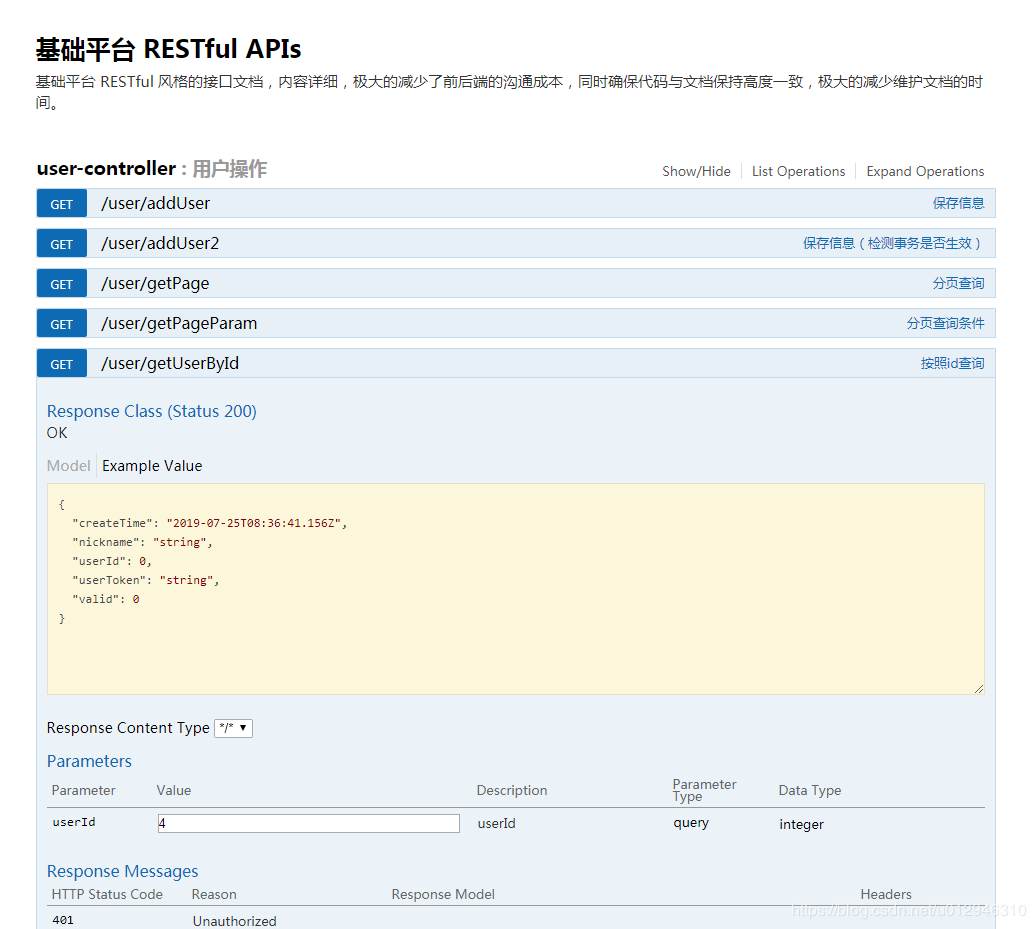 基础平台 RESTful APIs
基础平台 RESTful 风格的接口文档，内容详细，极大的减少了前后端的沟通成本，同时确保代码与文档保持高度一致，极大的减少维护文档的时
间。
user-controller : 用户操作 Show/Hide List Operations Expand Operations
GET /user/addUser 保存信息
GET /user/addUser2 保存信息（检测事务是否生效）
GET /user/getPage 分页查询
GET /user/getPageParam 分页查询条件
GET /user/getUserById 按照id查询
Response Class (Status 200)
OK
Model Example Value
{
"createTime": "2019-07-25T08:36:41.156Z",
"nickname": "string",
"userId": 0,
"userToken": "string",
"valid": 0
}
Response Content Type */*
Parameters
Parameter Value Description Parameter Type Data Type
userId 4 userId query integer
Response Messages
HTTP Status Code Reason Response Model Headers
401 Unauthorized
https://blog.csdn.net/u012946310